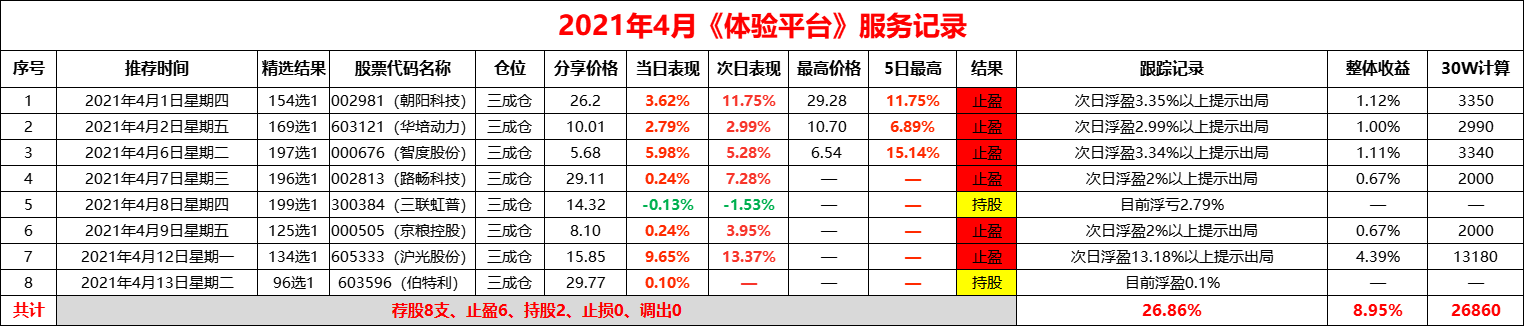 2021年4月《体验平台》服务记录
序号 推荐时间 精选结果 股票代码名称 仓位 分享价格 当日表现 次日表现 最高价格 5日最高 结果 跟踪记录 整体收益 30W计算
1 2021年4月1日星期四 154选1 002981（朝阳科技） 三成仓 26.2 3.62% 11.75% 29.28 11.75% 止盈 次日浮盈3.35%以上提示出局 1.12% 3350
2 2021年4月2日星期五 169选1 603121（华培动力） 三成仓 10.01 2.79% 2.99% 10.70 6.89% 止盈 次日浮盈2.99%以上提示出局 1.00% 2990
3 2021年4月6日星期二 197选1 000676（智度股份） 三成仓 5.68 5.98% 5.28% 6.54 15.14% 止盈 次日浮盈3.34%以上提示出局 1.11% 3340
4 2021年4月7日星期三 196选1 002813（路畅科技） 三成仓 29.11 0.24% 7.28% — — 止盈 次日浮盈2%以上提示出局 0.67% 2000
5 2021年4月8日星期四 199选1 300384（三联虹普） 三成仓 14.32 -0.13% -1.53% — — 持股 目前浮亏2.79% — —
6 2021年4月9日星期五 125选1 000505（京粮控股） 三成仓 8.10 0.24% 3.95% — — 止盈 次日浮盈2%以上提示出局 0.67% 2000
7 2021年4月12日星期一 134选1 605333（沪光股份） 三成仓 15.85 9.65% 13.37% — — 止盈 次日浮盈13.18%以上提示出局 4.39% 13180
8 2021年4月13日星期二 96选1 603596（伯特利） 三成仓 29.77 0.10% — — — 持股 目前浮盈0.1% — —
共计 荐股8支、止盈6、持股2、止损0、调出0 26.86% 8.95% 26860